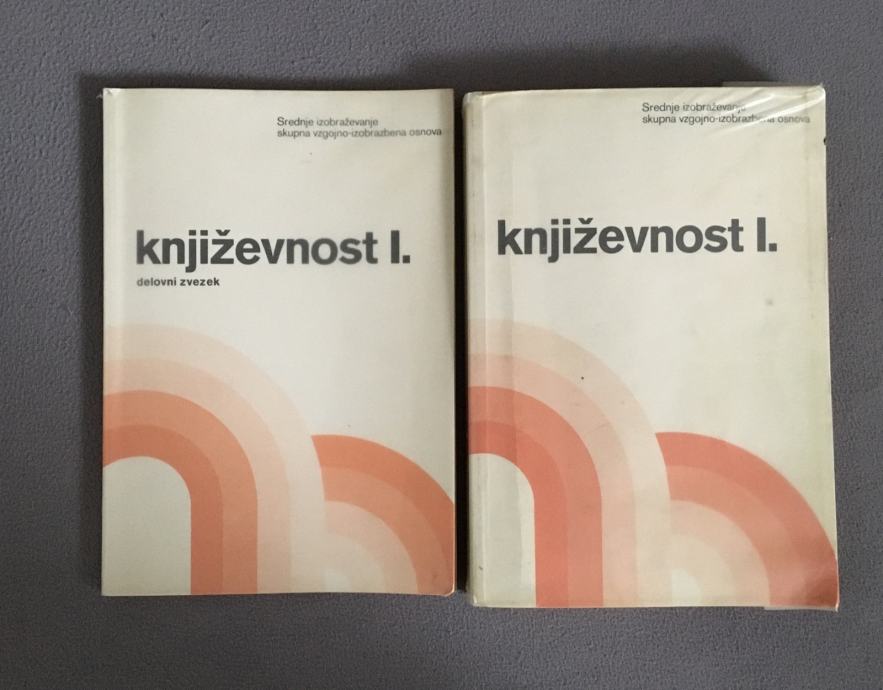 Srednje izobraževanje
skupna vzgojno-izobrazbena osnova
književnost I.
delovni zvezek
Srednje izobraževanje
skupna vzgojno-izobrazbena osnova
književnost I.